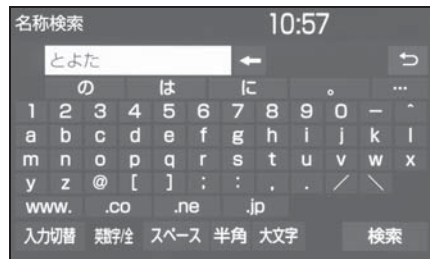 名称検索 10:57
とよた ← ⮌
の は に 。 …
1 2 3 4 5 6 7 8 9 0 - ^
a b c d e f g h i j k l
m n o p q r s t u v w x
y z @ [ ] ; : , . / \
www. .co .ne .jp
入力切替 英数字/全 スペース 半角 大文字 検索